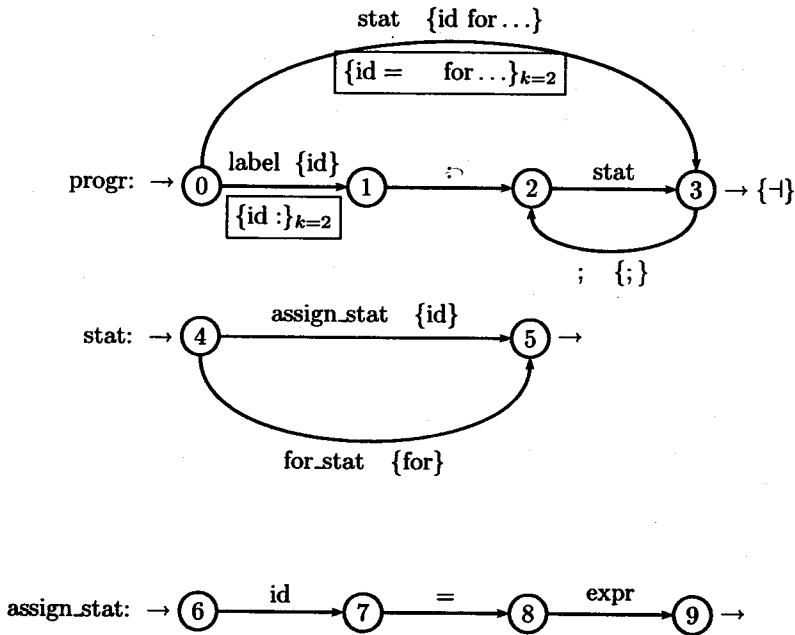 stat {id for ...}
{id = for ...}k=2
label {id} :
progr: → 0 1 2 stat 3 → {⊣}
{id :}k=2
; {;}
assign_stat {id}
stat: → 4 5 →
for_stat {for}
id = expr
assign_stat: → 6 7 8 9 →